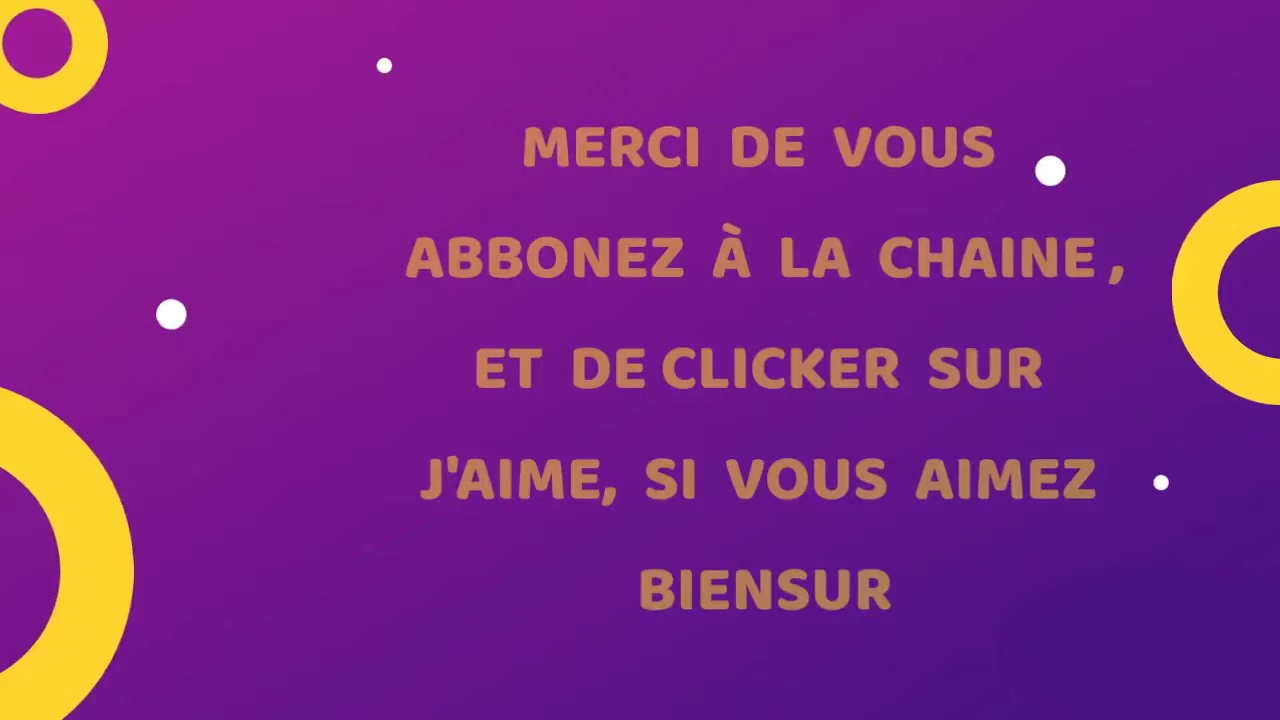 MERCI DE VOUS
ABBONEZ À LA CHAINE,
ET DE CLICKER SUR
J'AIME, SI VOUS AIMEZ
BIENSUR